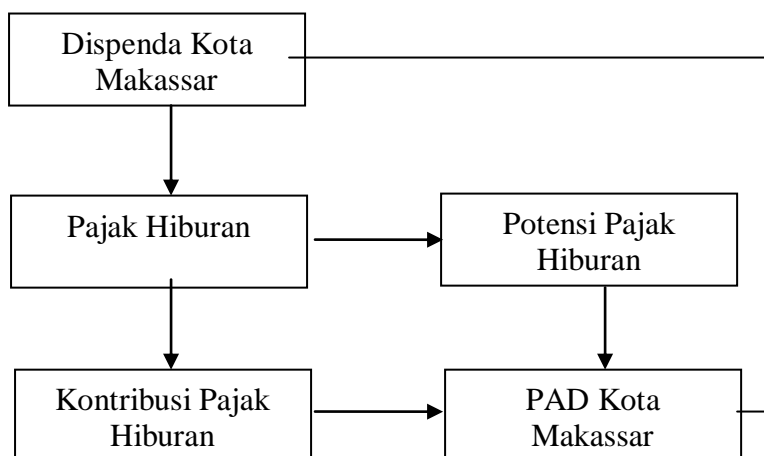 Dispenda Kota
Makassar
Pajak Hiburan
Potensi Pajak
Hiburan
Kontribusi Pajak
Hiburan
PAD Kota
Makassar